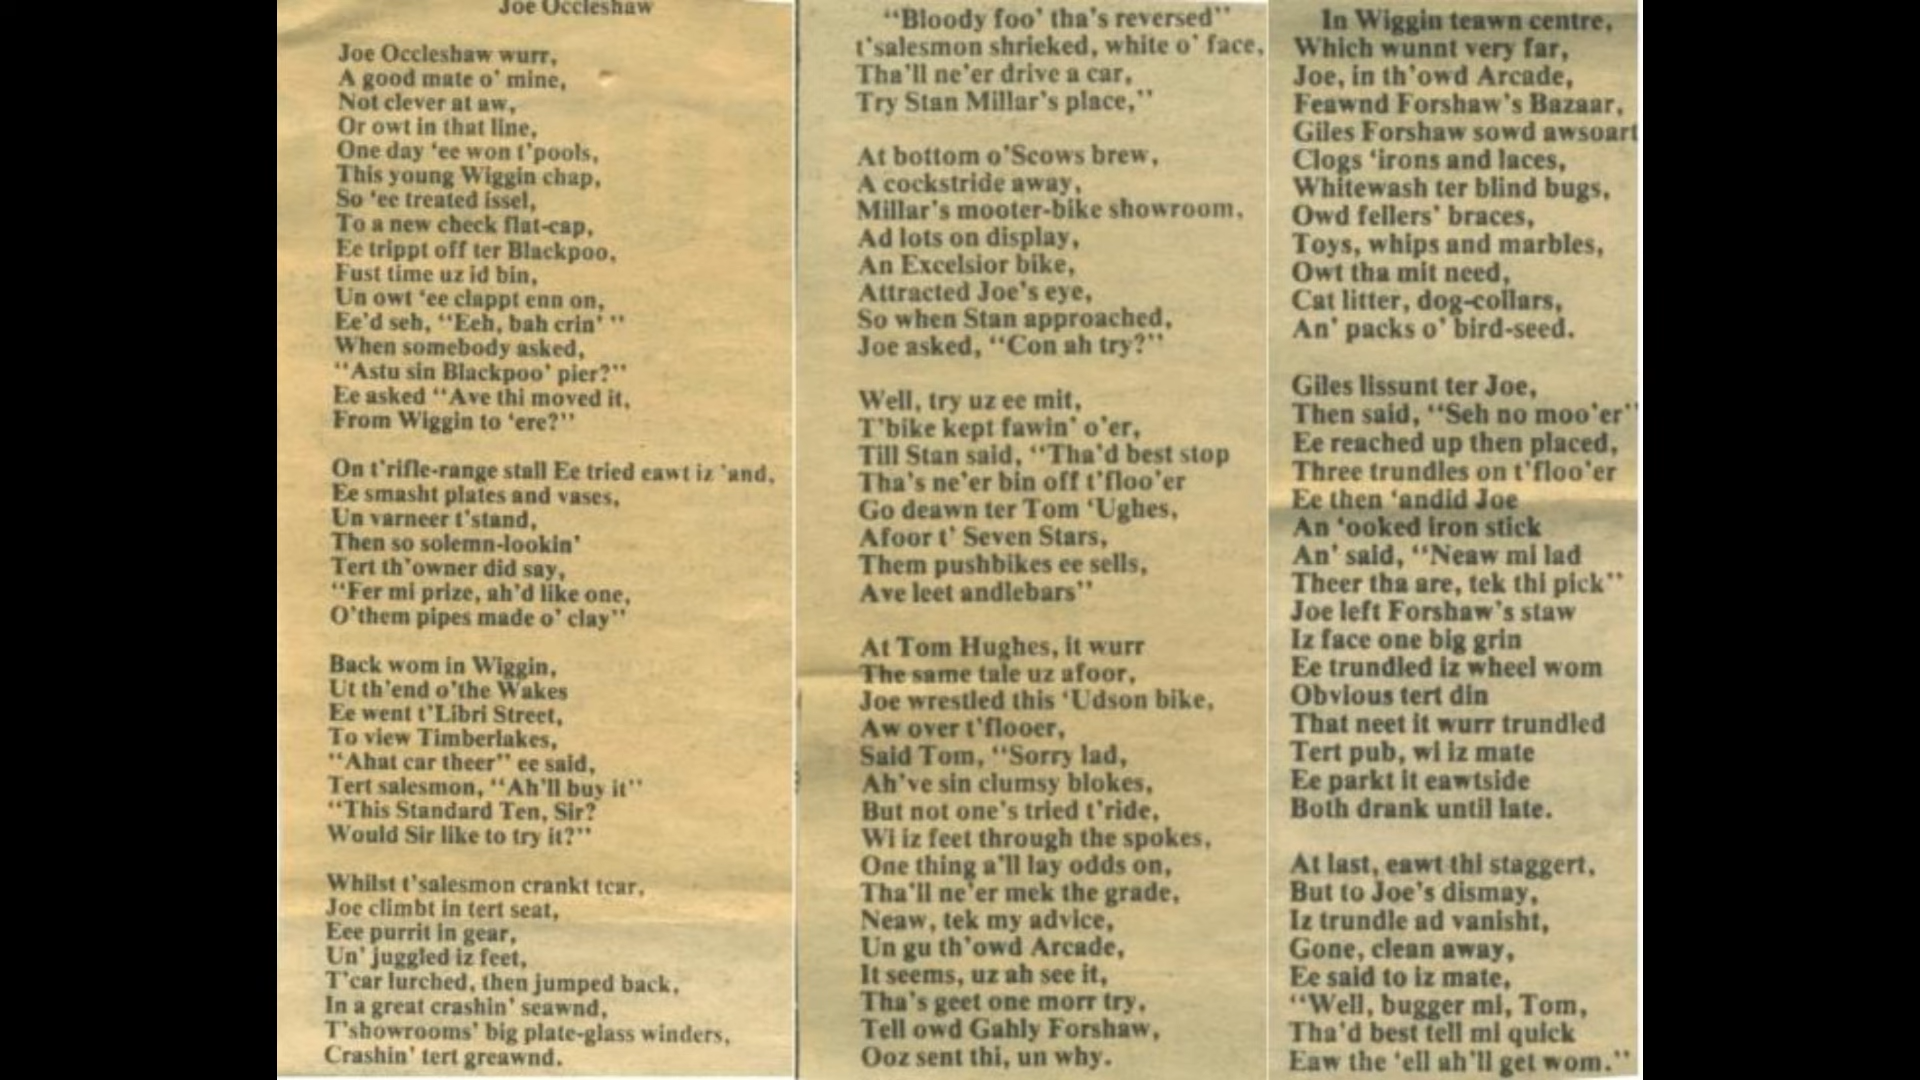 Joe Occleshaw
Joe Occleshaw wurr,
A good mate o' mine,
Not clever at aw,
Or owt in that line,
One day 'ee won t'pools,
This young Wiggin chap,
So 'ee treated issel,
To a new check flat-cap,
Ee trippt off ter Blackpoo,
Fust time uz id bin,
Un owt 'ee clappt enn on,
Ee'd seh, "Eeh, bah crin' "
When somebody asked,
"Astu sin Blackpoo' pier?"
Ee asked "Ave thi moved it,
From Wiggin to 'ere?"
On t'rifle-range stall Ee tried eawt iz 'and,
Ee smasht plates and vases,
Un varneer t'stand,
Then so solemn-lookin'
Tert th'owner did say,
"Fer mi prize, ah'd like one,
O'them pipes made o' clay"
Back wom in Wiggin,
Ut th'end o'the Wakes
Ee went t'Libri Street,
To view Timberlakes,
"Ahat car theer" ee said,
Tert salesmon, "Ah'll buy it"
"This Standard Ten, Sir?
Would Sir like to try it?"
Whilst t'salesmon crankt tcar,
Joe climbt in tert seat,
Eee purrit in gear,
Un' juggled iz feet,
T'car lurched, then jumped back,
In a great crashin' seawnd,
T'showrooms' big plate-glass winders,
Crashin' tert greawnd.
"Bloody foo' tha's reversed"
t'salesmon shrieked, white o' face,
Tha'll ne'er drive a car,
Try Stan Millar's place,"
At bottom o'Scows brew,
A cockstride away,
Millar's mooter-bike showroom,
Ad lots on display,
An Excelsior bike,
Attracted Joe's eye,
So when Stan approached,
Joe asked, "Con ah try?"
Well, try uz ee mit,
T'bike kept fawin' o'er,
Till Stan said, "Tha'd best stop
Tha's ne'er bin off t'floo'er
Go deawn ter Tom 'Ughes,
Afoor t' Seven Stars,
Them pushbikes ee sells,
Ave leet andlebars"
At Tom Hughes, it wurr
The same tale uz afoor,
Joe wrestled this 'Udson bike,
Aw over t'flooer,
Said Tom, "Sorry lad,
Ah've sin clumsy blokes,
But not one's tried t'ride,
Wi iz feet through the spokes,
One thing a'll lay odds on,
Tha'll ne'er mek the grade,
Neaw, tek my advice,
Un gu th'owd Arcade,
It seems, uz ah see it,
Tha's geet one morr try,
Tell owd Gahly Forshaw,
Ooz sent thi, un why.
In Wiggin teawn centre,
Which wunnt very far,
Joe, in th'owd Arcade,
Feawnd Forshaw's Bazaar,
Giles Forshaw sowd awsoart
Clogs 'irons and laces,
Whitewash ter blind bugs,
Owd fellers' braces,
Toys, whips and marbles,
Owt tha mit need,
Cat litter, dog-collars,
An' packs o' bird-seed.
Giles lissunt ter Joe,
Then said, "Seh no moo'er"
Ee reached up then placed,
Three trundles on t'floo'er
Ee then 'andid Joe
An 'ooked iron stick
An' said, "Neaw mi lad
Theer tha are, tek thi pick"
Joe left Forshaw's staw
Iz face one big grin
Ee trundled iz wheel wom
Obvious tert din
That neet it wurr trundled
Tert pub, wi iz mate
Ee parkt it eawtside
Both drank until late.
At last, eawt thi staggert,
But to Joe's dismay,
Iz trundle ad vanisht,
Gone, clean away,
Ee said to iz mate,
"Well, bugger mi, Tom,
Tha'd best tell mi quick
Eaw the 'ell ah'll get wom."